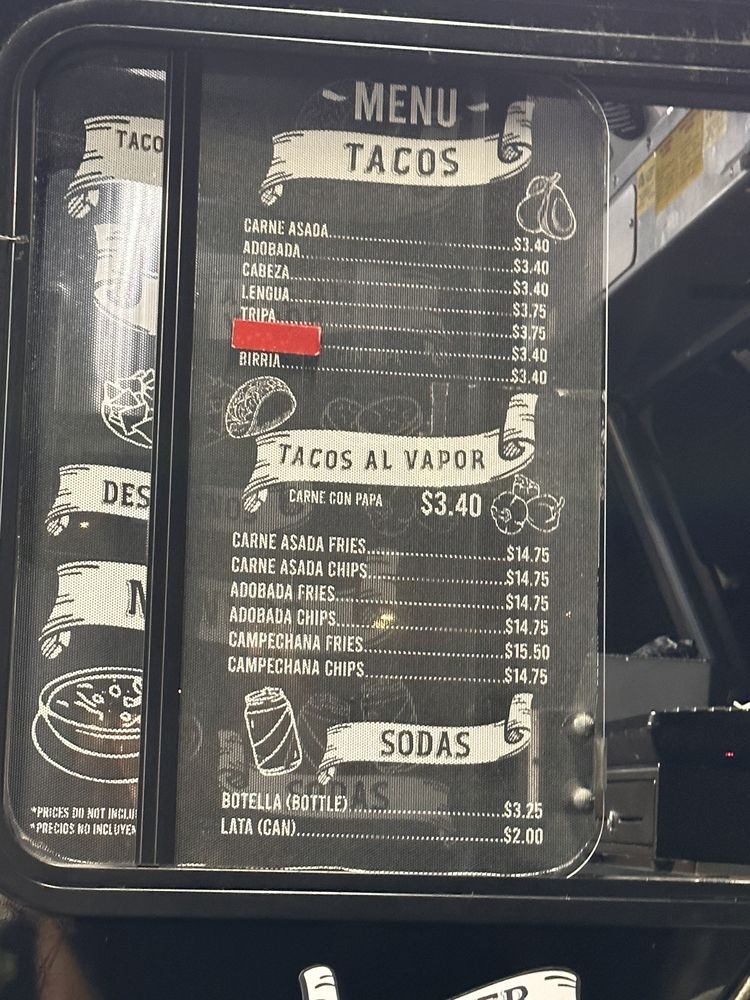 MENU
TACOS
CARNE ASADA $3.40
ADOBADA $3.40
CABEZA $3.40
LENGUA $3.75
TRIPA $3.75
$3.40
BIRRIA $3.40
TACOS AL VAPOR
CARNE CON PAPA $3.40
CARNE ASADA FRIES $14.75
CARNE ASADA CHIPS $14.75
ADOBADA FRIES $14.75
ADOBADA CHIPS $14.75
CAMPECHANA FRIES $15.50
CAMPECHANA CHIPS $14.75
SODAS
BOTELLA (BOTTLE) $3.25
LATA (CAN) $2.00
TACO
DES
*PRICES DO NOT INCLU
*PRECIOS NO INCLUYEN